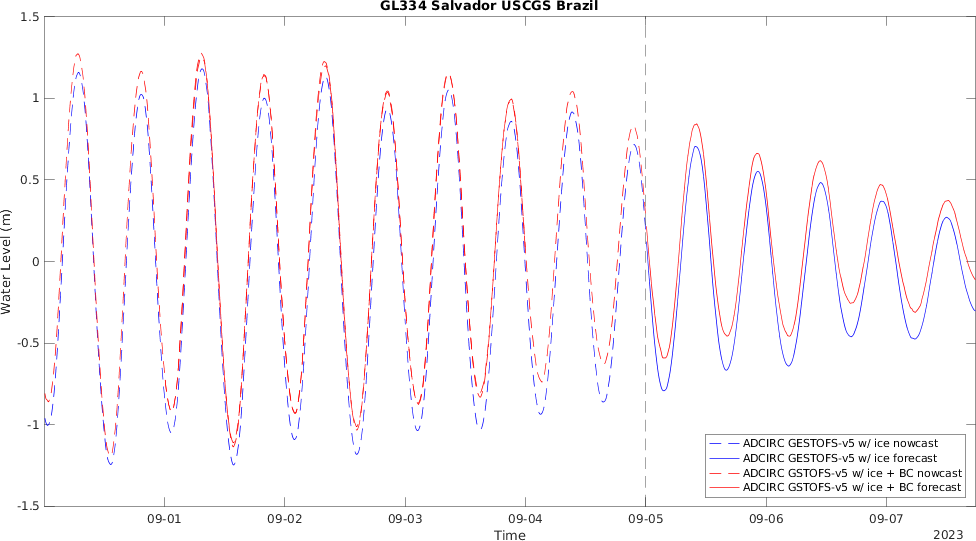 GL334 Salvador USCGS Brazil
1.5
1
0.5
0
-0.5
-1
-1.5
Water Level (m)
09-01
09-02
09-03
09-04
09-05
09-06
09-07
Time
2023
ADCIRC GESTOFS-v5 w/ ice nowcast
ADCIRC GESTOFS-v5 w/ ice forecast
ADCIRC GSTOFS-v5 w/ ice + BC nowcast
ADCIRC GSTOFS-v5 w/ ice + BC forecast